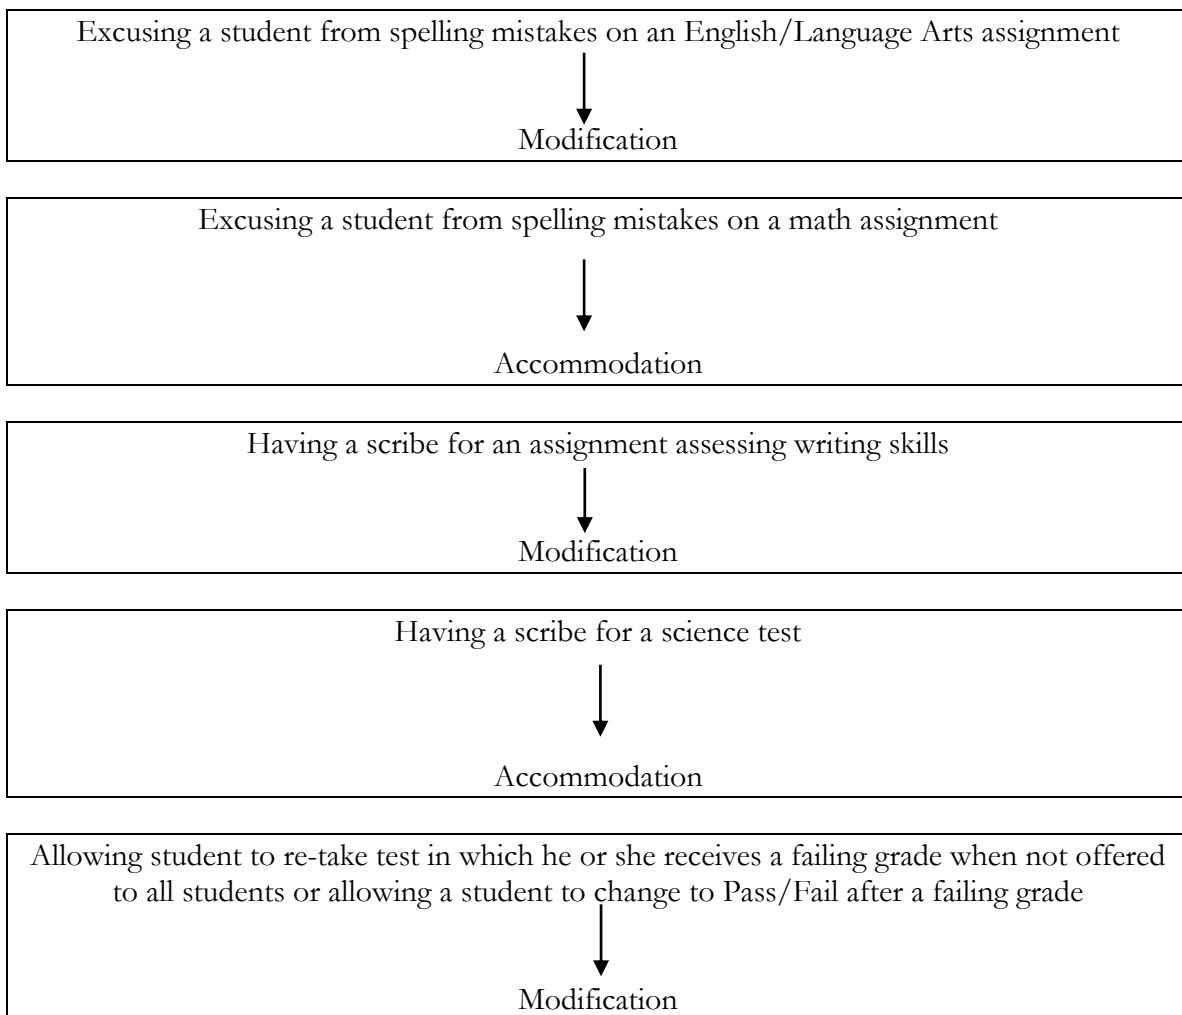 Excusing a student from spelling mistakes on an English/Language Arts assignment
Modification
Excusing a student from spelling mistakes on a math assignment
Accommodation
Having a scribe for an assignment assessing writing skills
Modification
Having a scribe for a science test
Accommodation
Allowing student to re-take test in which he or she receives a failing grade when not offered
to all students or allowing a student to change to Pass/Fail after a failing grade
Modification